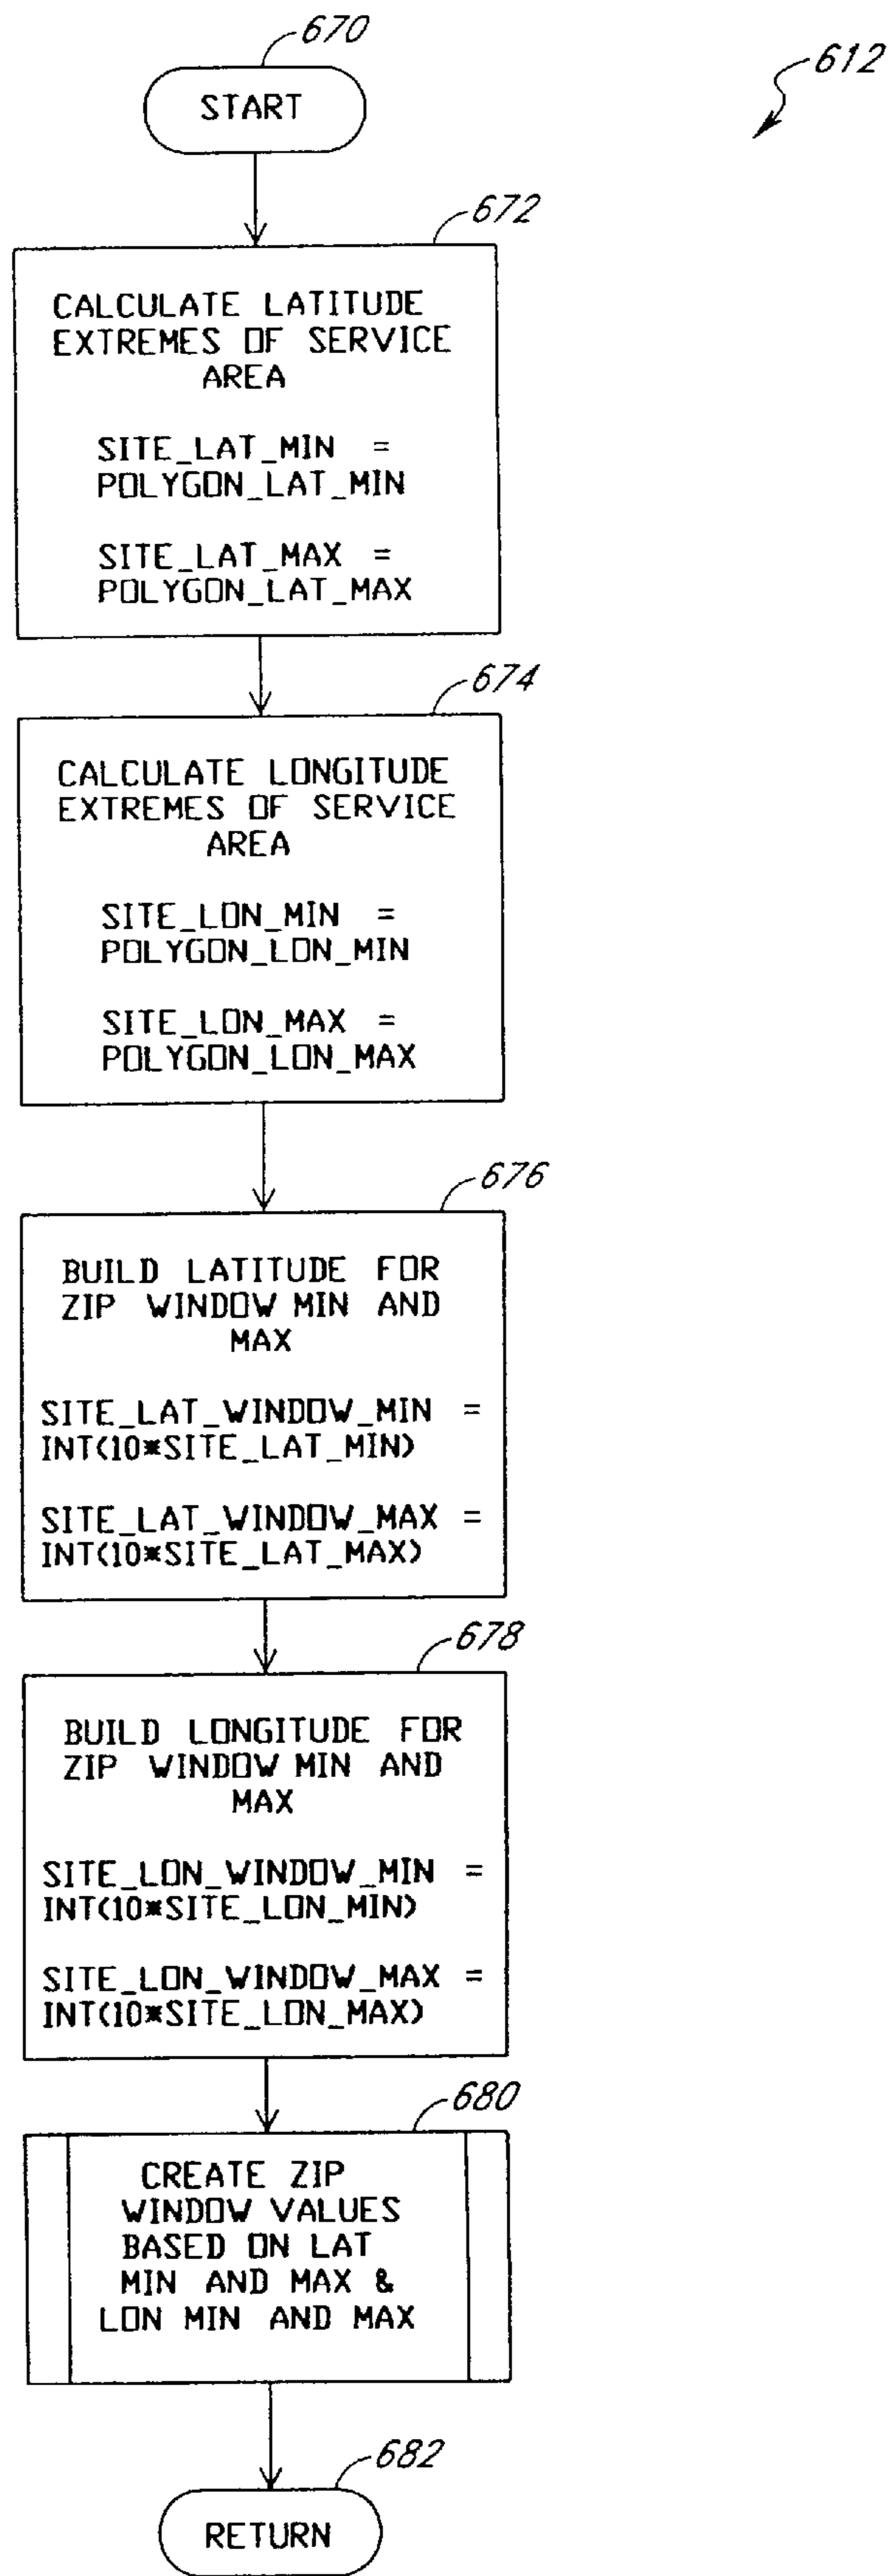 670
612
START
672
CALCULATE LATITUDE
EXTREMES OF SERVICE
AREA
SITE_LAT_MIN =
POLYGON_LAT_MIN
SITE_LAT_MAX =
POLYGON_LAT_MAX
674
CALCULATE LONGITUDE
EXTREMES OF SERVICE
AREA
SITE_LON_MIN =
POLYGON_LON_MIN
SITE_LON_MAX =
POLYGON_LON_MAX
676
BUILD LATITUDE FOR
ZIP WINDOW MIN AND
MAX
SITE_LAT_WINDOW_MIN =
INT(10*SITE_LAT_MIN)
SITE_LAT_WINDOW_MAX =
INT(10*SITE_LAT_MAX)
678
BUILD LONGITUDE FOR
ZIP WINDOW MIN AND
MAX
SITE_LON_WINDOW_MIN =
INT(10*SITE_LON_MIN)
SITE_LON_WINDOW_MAX =
INT(10*SITE_LON_MAX)
680
CREATE ZIP
WINDOW VALUES
BASED ON LAT
MIN AND MAX &
LON MIN AND MAX
682
RETURN